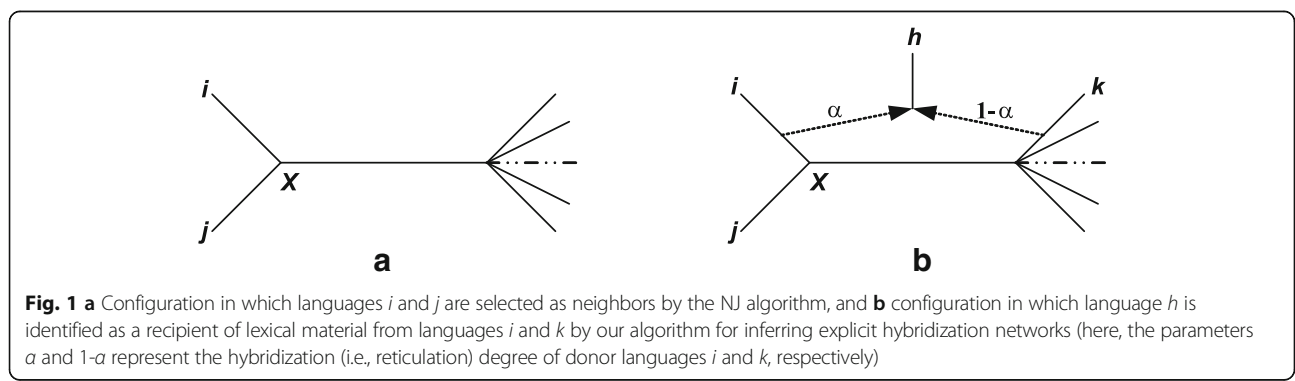 h
i
k
i
α
1-α
X
X
j
j
a
b
Fig. 1 a Configuration in which languages i and j are selected as neighbors by the NJ algorithm, and b configuration in which language h is
identified as a recipient of lexical material from languages i and k by our algorithm for inferring explicit hybridization networks (here, the parameters
α and 1-α represent the hybridization (i.e., reticulation) degree of donor languages i and k, respectively)